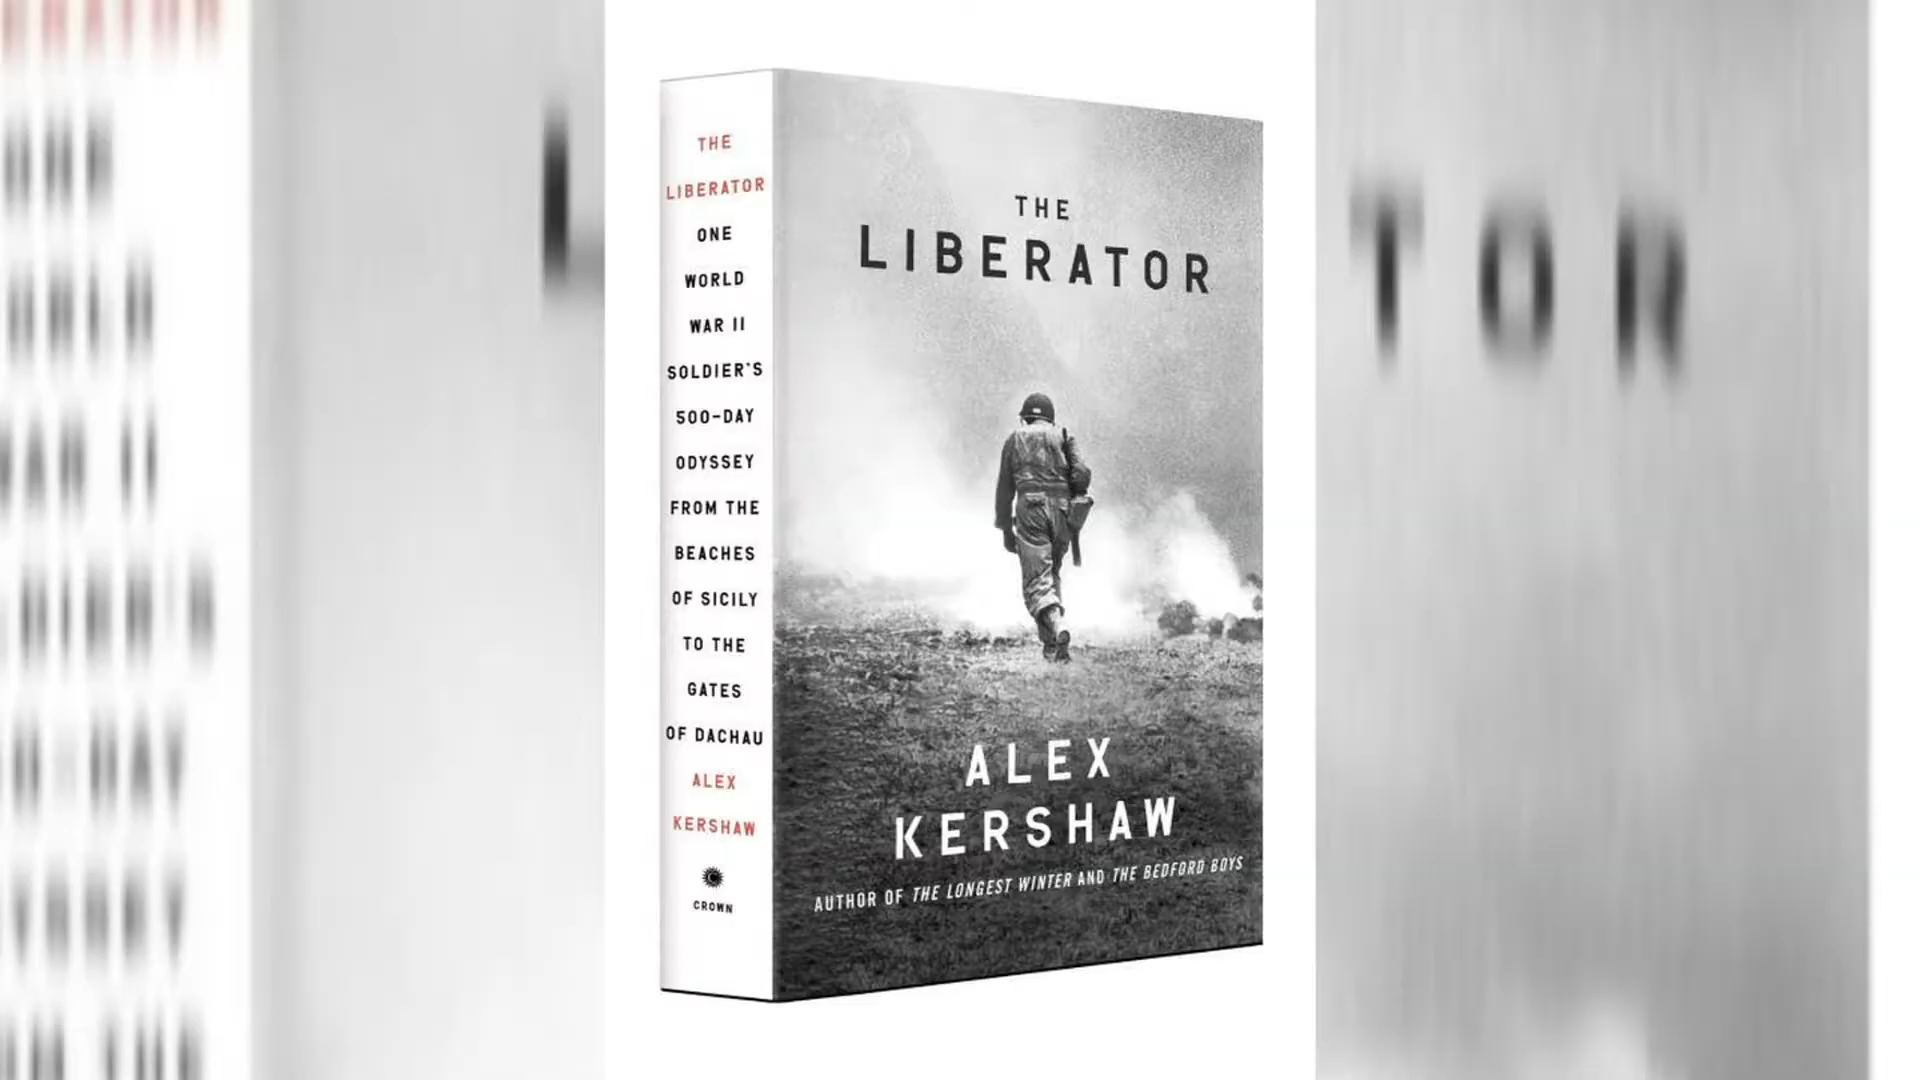 THE
LIBERATOR
ONE
WORLD
WAR II
SOLDIER'S
500-DAY
ODYSSEY
FROM THE
BEACHES
OF SICILY
TO THE
GATES
OF DACHAU
ALEX
KERSHAW
C
CROWN
THE
LIBERATOR
ALEX
KERSHAW
AUTHOR OF THE LONGEST WINTER AND THE BEDFORD BOYS
L
TOR